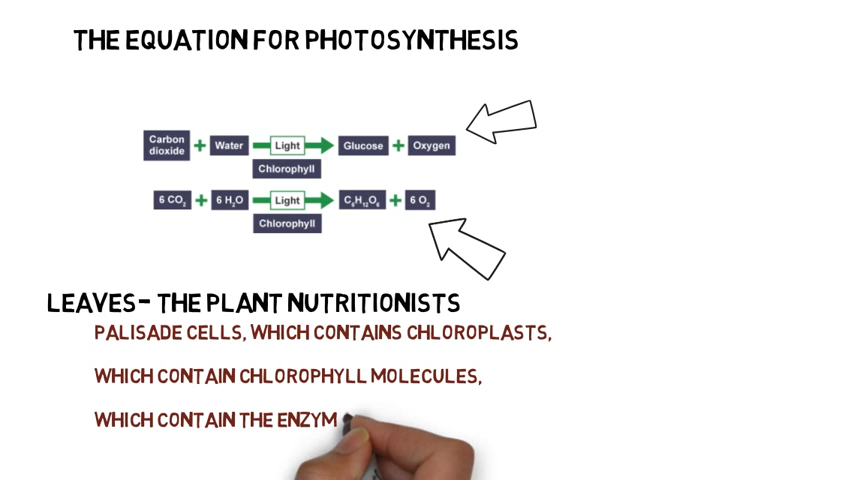 THE EQUATION FOR PHOTOSYNTHESIS
Carbon dioxide + Water Light Glucose + Oxygen
Chlorophyll
6 CO₂ + 6 H₂O Light C₆H₁₂O₆ + 6 O₂
Chlorophyll
LEAVES- THE PLANT NUTRITIONISTS
PALISADE CELLS, WHICH CONTAINS CHLOROPLASTS,
WHICH CONTAIN CHLOROPHYLL MOLECULES,
WHICH CONTAIN THE ENZYM